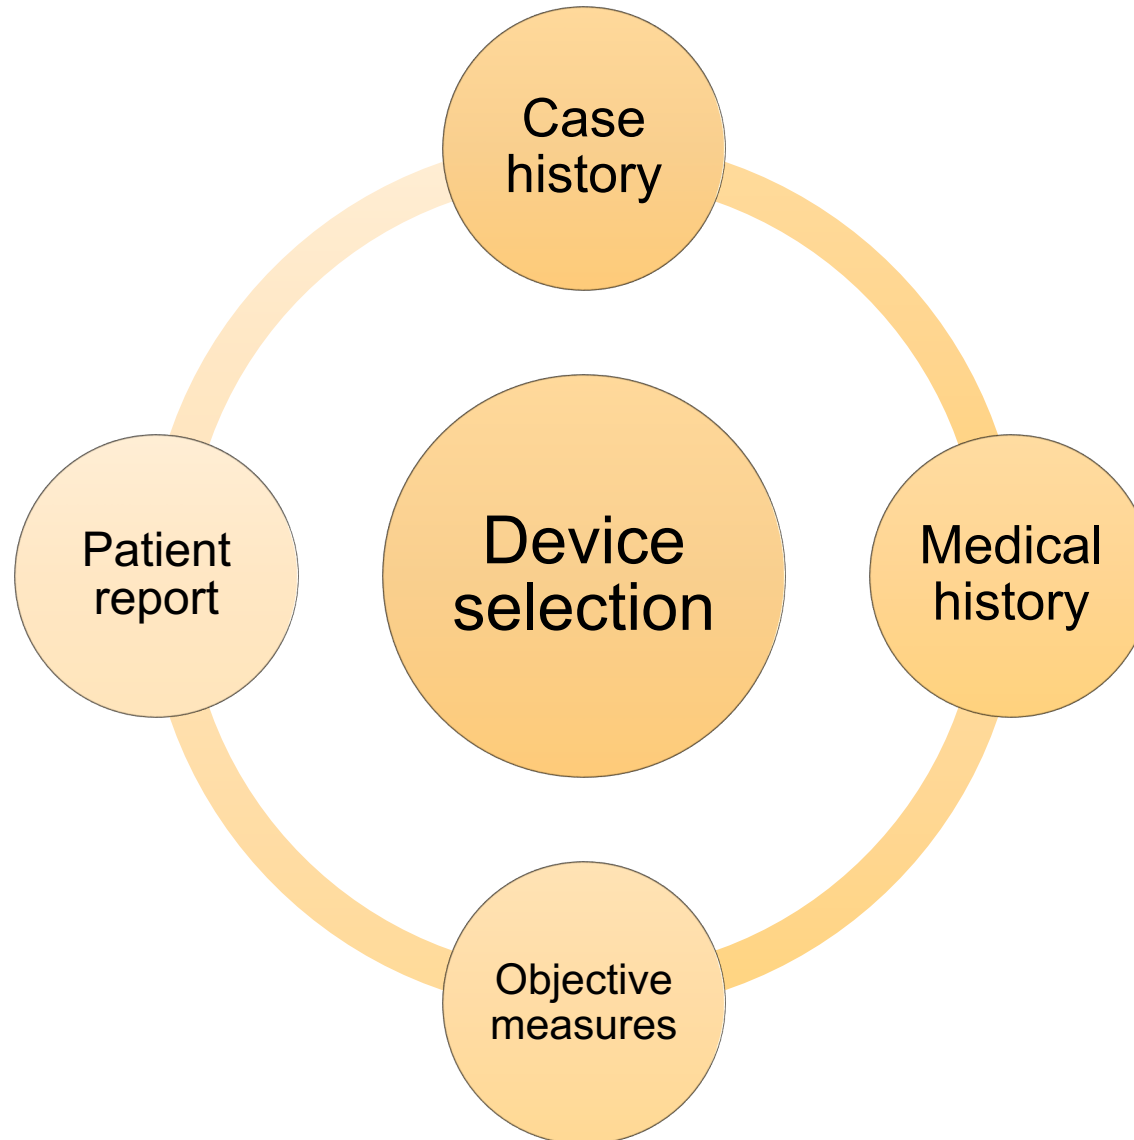 Case
history
Patient
report
Device
selection
Medical
history
Objective
measures